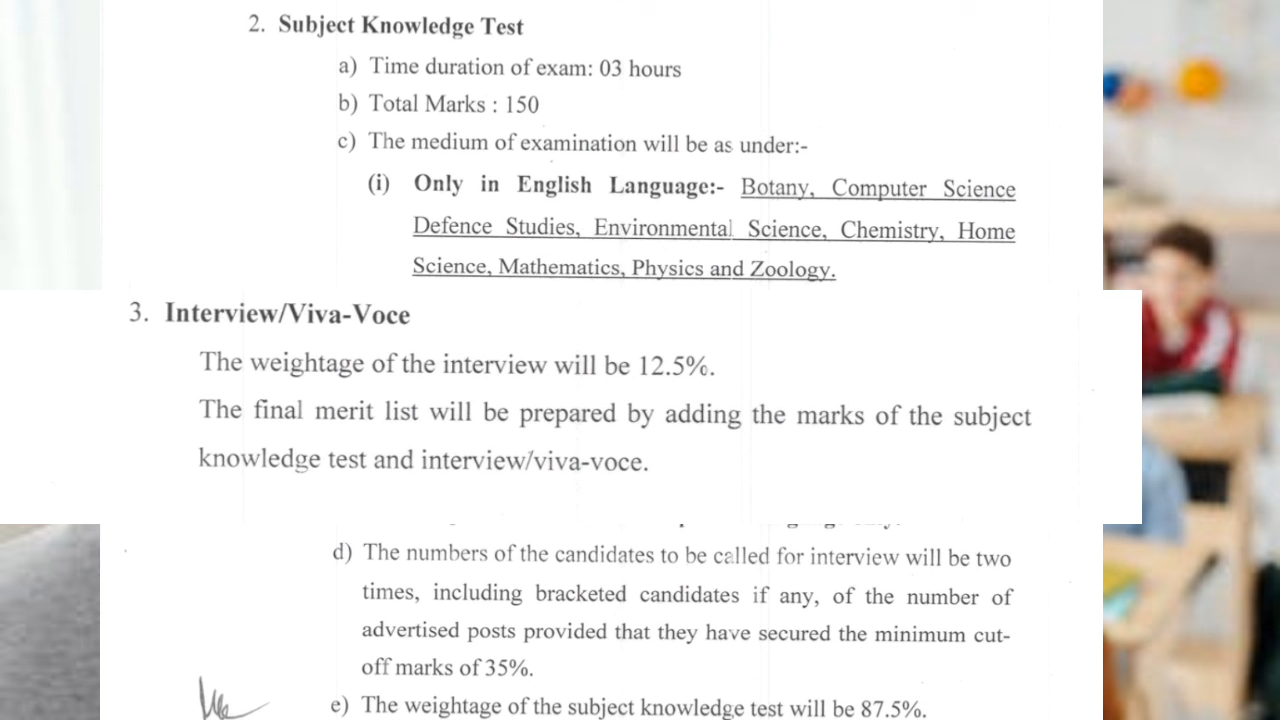 2. Subject Knowledge Test
a) Time duration of exam: 03 hours
b) Total Marks : 150
c) The medium of examination will be as under:-
(i) Only in English Language:- Botany, Computer Science
Defence Studies, Environmental Science, Chemistry, Home
Science, Mathematics, Physics and Zoology.
3. Interview/Viva-Voce
The weightage of the interview will be 12.5%.
The final merit list will be prepared by adding the marks of the subject
knowledge test and interview/viva-voce.
d) The numbers of the candidates to be called for interview will be two
times, including bracketed candidates if any, of the number of
advertised posts provided that they have secured the minimum cut-
off marks of 35%.
e) The weightage of the subject knowledge test will be 87.5%.